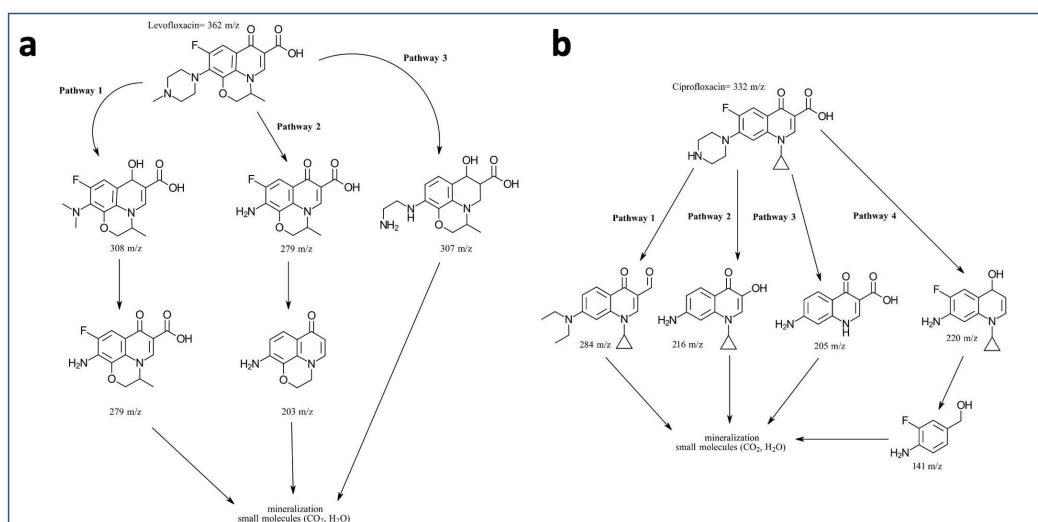 a
Levofloxacin= 362 m/z
F
O
O
OH
N
N
N
O
Pathway 1
Pathway 2
Pathway 3
OH
O
F
OH
N
N
O
308 m/z
O
O
F
OH
H₂N
N
O
279 m/z
OH
O
OH
N
H
N
NH₂
O
307 m/z
O
O
F
OH
H₂N
N
O
279 m/z
O
H₂N
N
O
203 m/z
mineralization
small molecules (CO₂, H₂O)
b
Ciprofloxacin= 332 m/z
O
O
F
OH
N
HN
N
Pathway 1
Pathway 2
Pathway 3
Pathway 4
O
O
N
N
284 m/z
O
OH
H₂N
N
216 m/z
O
O
OH
H₂N
N
H
205 m/z
OH
F
H₂N
N
220 m/z
mineralization
small molecules (CO₂, H₂O)
OH
F
H₂N
141 m/z